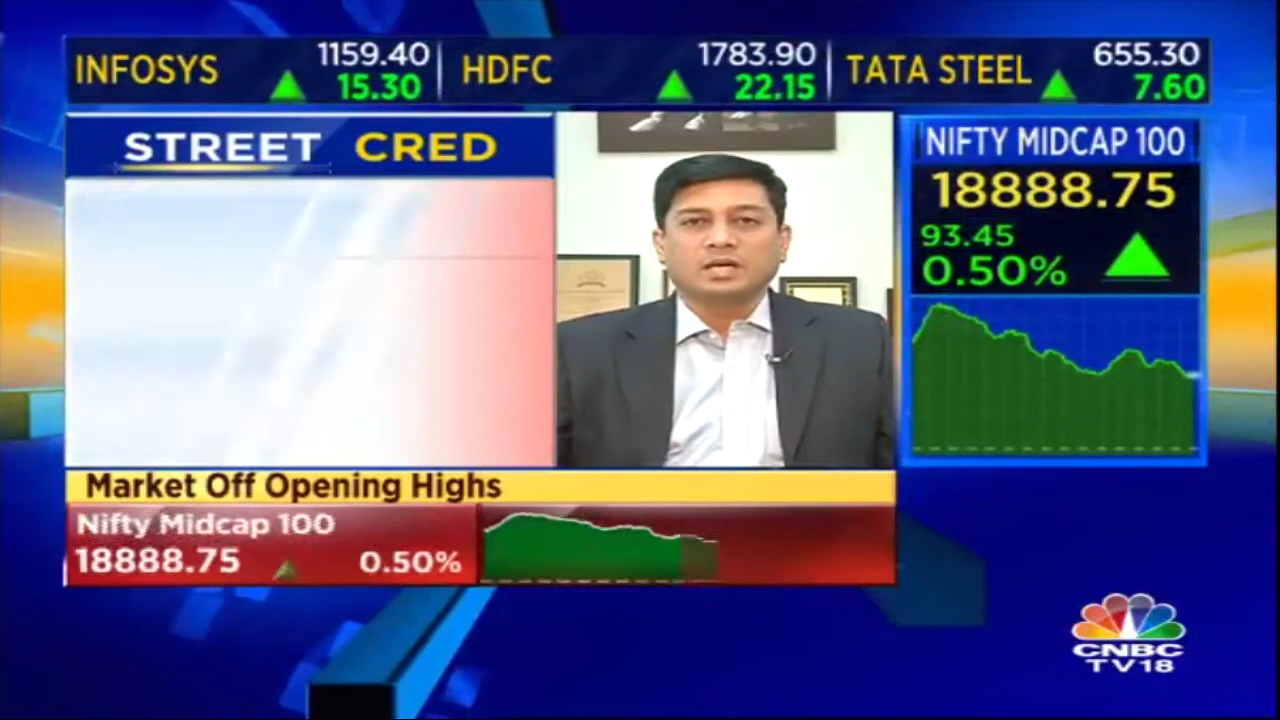 INFOSYS 1159.40 15.30
HDFC 1783.90 22.15
TATA STEEL 655.30 7.60
STREET CRED
NIFTY MIDCAP 100
18888.75
93.45
0.50%
Market Off Opening Highs
Nifty Midcap 100
18888.75 0.50%
CNBC
TV18